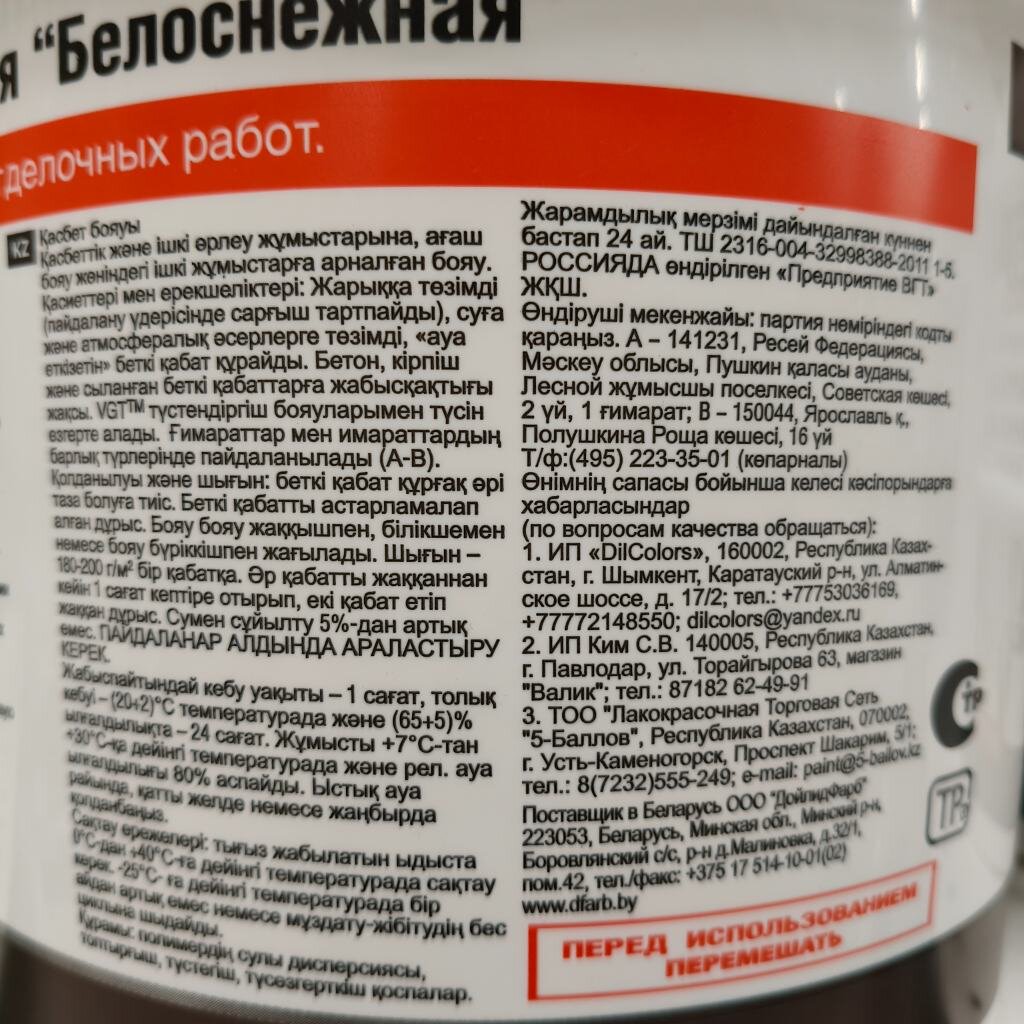 я “Белоснежная
делочных работ.
KZ
Қасбет бояуы
Қасбеттік және ішкі өрлеу жұмыстарына, ағаш
бояу жөніндегі ішкі жұмыстарға арналған бояу.
Қасиеттері мен ерекшеліктері: Жарыққа төзімді
(пайдалану үдерісінде сарғыш тартпайды), суға
және атмосфералық әсерлерге төзімді, «ауа
өткізетін» беткі қабат құрайды. Бетон, кірпіш
және сыланған беткі қабаттарға жабысқақтығы
жақсы. VGT™ түстендіргіш бояуларымен түсін
өзгерте алады. Ғимараттар мен имараттардың
барлық түрлерінде пайдаланылады (А-В).
Қолданылуы және шығын: беткі қабат құрғақ әрі
таза болуға тиіс. Беткі қабатты астарламалап
алған дұрыс. Бояу бояу жаққышпен, білікшемен
немесе бояу бүріккішпен жағылады. Шығын –
180-200 г/м² бір қабатқа. Әр қабатты жаққаннан
кейін 1 сағат кептіре отырып, екі қабат етіп
жаққан дұрыс. Сумен сұйылту 5%-дан артық
емес. ПАЙДАЛАНАР АЛДЫНДА АРАЛАСТЫРУ
КЕРЕК.
Жабыспайтындай кебу уақыты – 1 сағат, толық
кебуі – (20+2)°С температурада және (65+5)%
ылғалдылықта – 24 сағат. Жұмысты +7°С-тан
+30°С-қа дейінгі температурада және рел. ауа
ылғалдылығы 80% аспайды. Ыстық ауа
райында, қатты желде немесе жаңбырда
қолданбаңыз.
Сақтау ережелері: тығыз жабылатын ыдыста
0°С-дан +40°С-ға дейінгі температурада сақтау
керек. -25°С- ға дейінгі температурада бір
айдан артық емес немесе мұздату-жібітудің бес
цикліна шыдайды.
Құрамы: полимердің сулы дисперсиясы,
толтырғыш, түстегіш, түсөзгерткіш қоспалар.
Жарамдылық мерзімі дайындалған күннен
бастап 24 ай. ТШ 2316-004-32998388-2011 1-б.
РОССИЯДА өндірілген «Предприятие ВГТ»
ЖҚШ.
Өндіруші мекенжайы: партия нөміріндегі кодты
қараңыз. А – 141231, Ресей Федерациясы,
Мәскеу облысы, Пушкин қаласы ауданы,
Лесной жұмысшы поселкесі, Советская көшесі,
2 үй, 1 ғимарат; В – 150044, Ярославль қ.,
Полушкина Роща көшесі, 16 үй
Т/ф:(495) 223-35-01 (көпарналы)
Өнімнің сапасы бойынша келесі кәсіпорындарға
хабарласындар
(по вопросам качества обращаться):
1. ИП «DilColors», 160002, Республика Казах-
стан, г. Шымкент, Каратауский р-н, ул. Алматин-
ское шоссе, д. 17/2; тел.: +77753036169,
+77772148550; dilcolors@yandex.ru
2. ИП Ким С.В. 140005, Республика Казахстан,
г. Павлодар, ул. Торайгырова 63, магазин
"Валик"; тел.: 87182 62-49-91
3. ТОО "Лакокрасочная Торговая Сеть
"5-Баллов", Республика Казахстан, 070002,
г. Усть-Каменогорск, Проспект Шакарим, 5/1;
тел.: 8(7232)555-249; e-mail: paint@5-ballov.kz
Поставщик в Беларусь ООО "ДойлидФарб"
223053, Беларусь, Минская обл., Минский р-н,
Боровлянский с/с, р-н д.Малиновка, д.32/1,
пом.42, тел./факс: +375 17 514-10-01(02)
www.dfarb.by
ПЕРЕД ИСПОЛЬЗОВАНИЕМ
ПЕРЕМЕШАТЬ